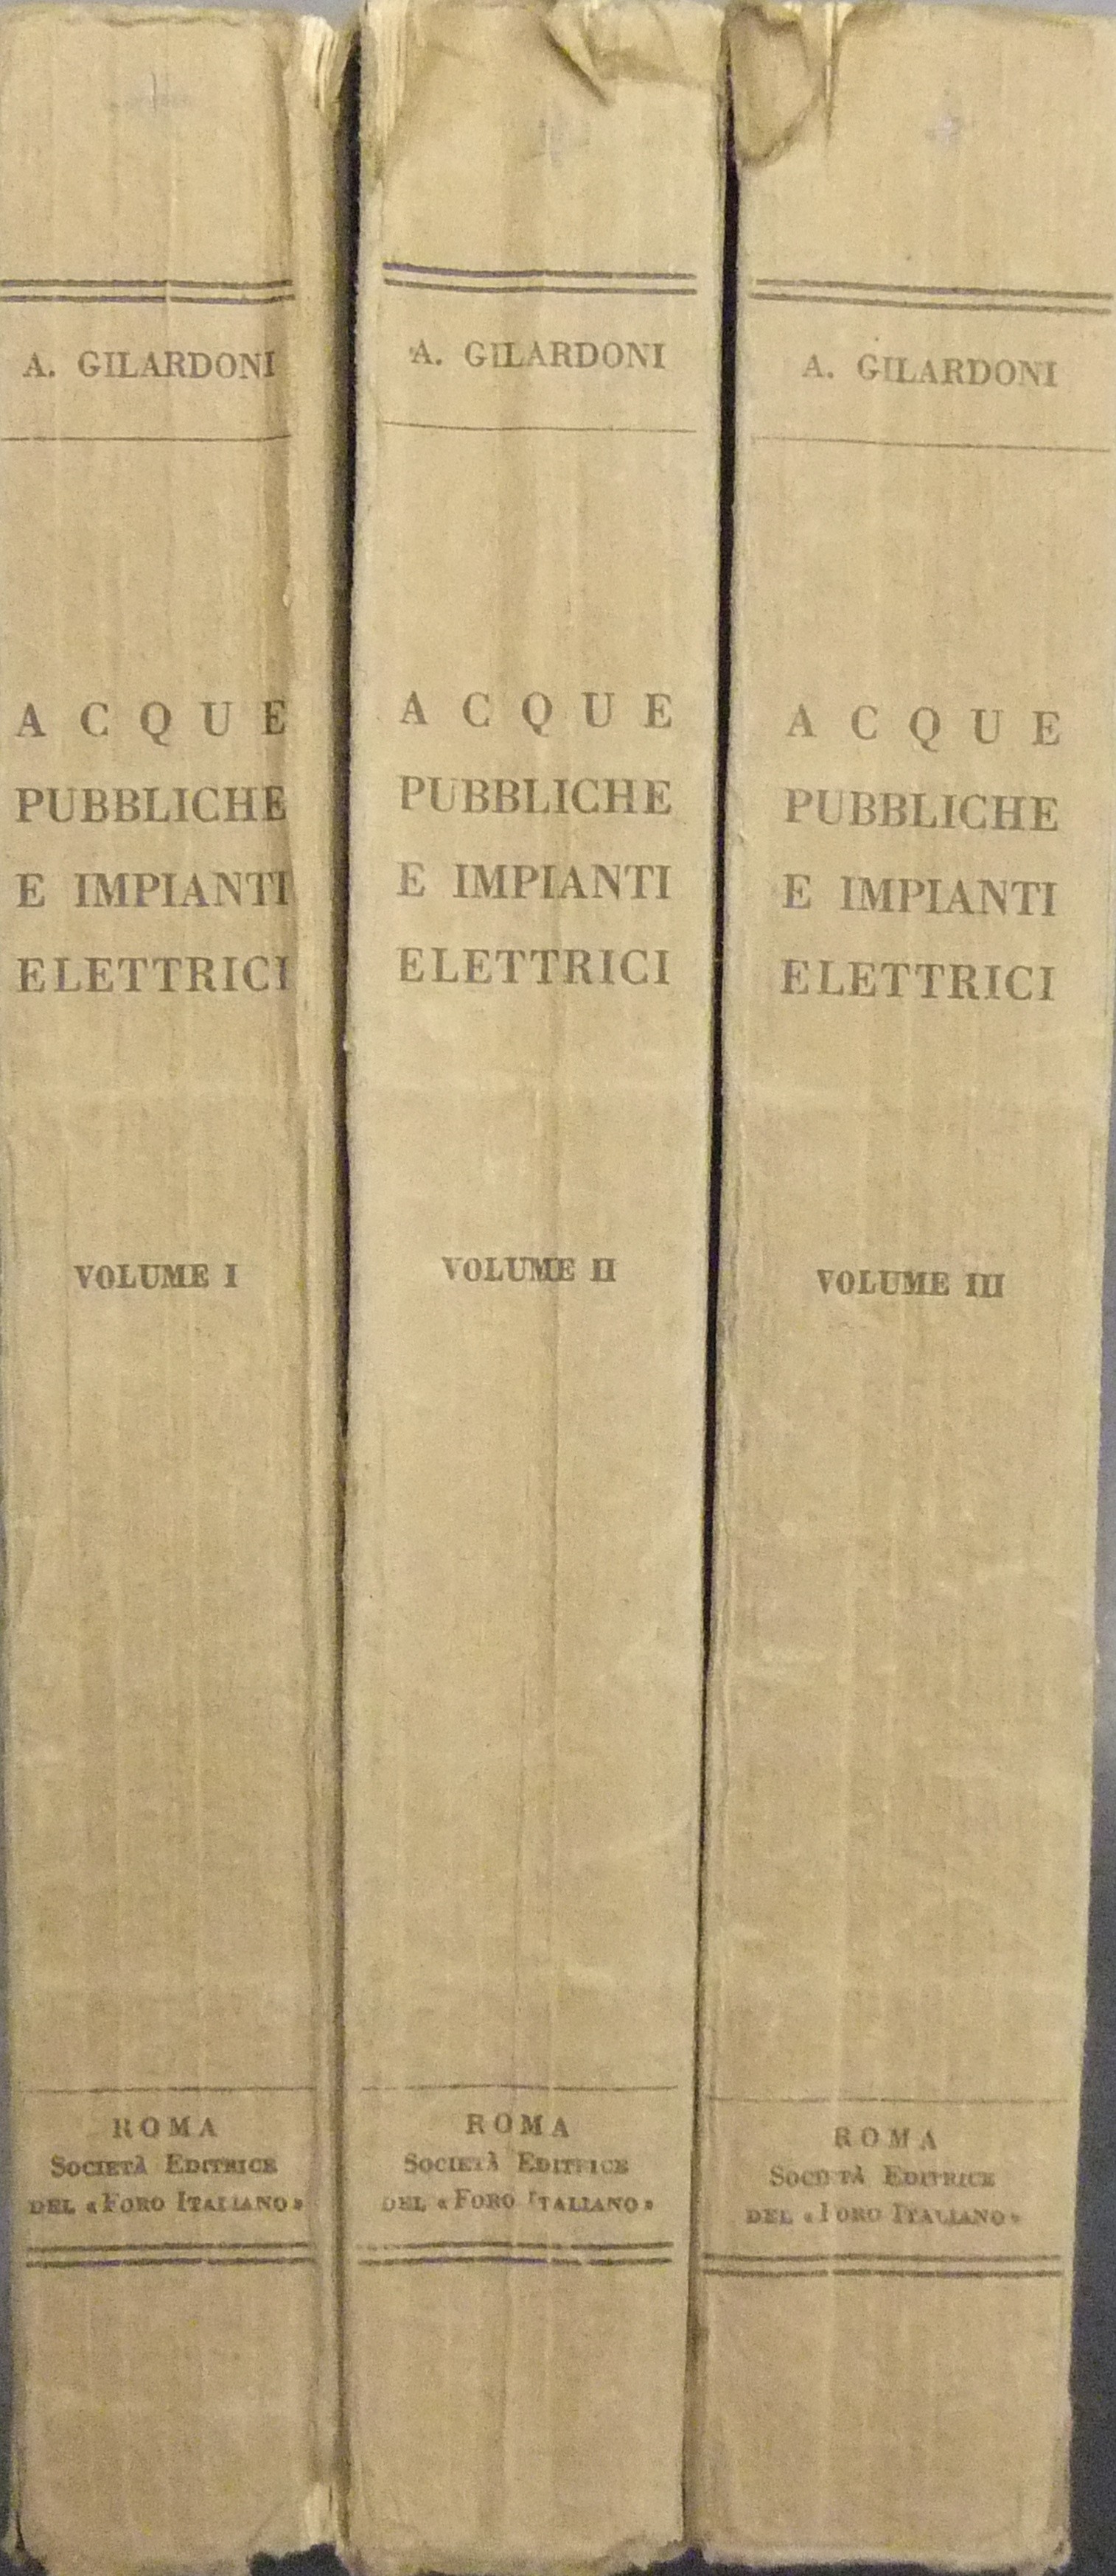 A. GILARDONI
ACQUE
PUBBLICHE
E IMPIANTI
ELETTRICI
VOLUME I
ROMA
SOCIETÀ EDITRICE
DEL «FORO ITALIANO»
A. GILARDONI
ACQUE
PUBBLICHE
E IMPIANTI
ELETTRICI
VOLUME II
ROMA
SOCIETÀ EDITRICE
DEL «FORO ITALIANO»
A. GILARDONI
ACQUE
PUBBLICHE
E IMPIANTI
ELETTRICI
VOLUME III
ROMA
SOCIETÀ EDITRICE
DEL «FORO ITALIANO»